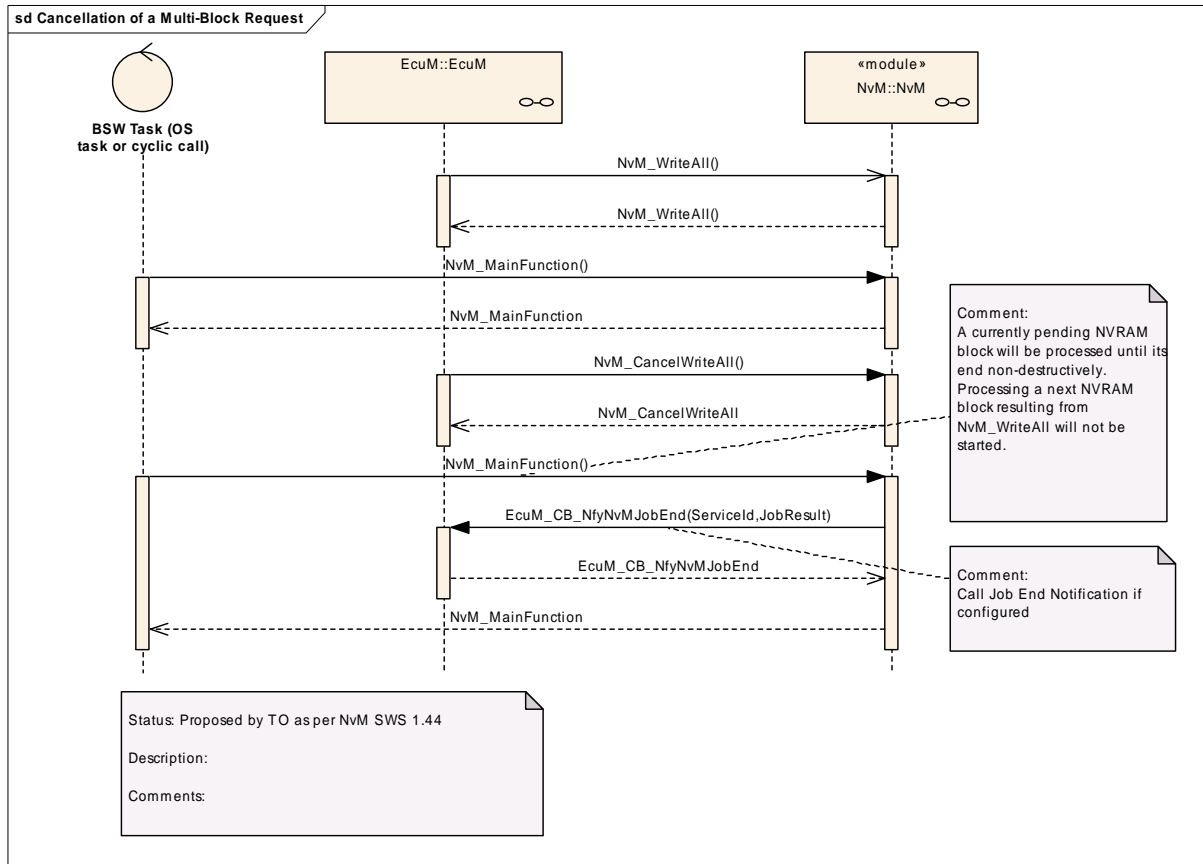 sd Cancellation of a Multi-Block Request
EcuM::EcuM
«module»
NvM::NvM
BSW Task (OS
task or cyclic call)
NvM_WriteAll()
NvM_WriteAll()
NvM_MainFunction()
NvM_MainFunction
NvM_CancelWriteAll()
NvM_CancelWriteAll
NvM_MainFunction()
EcuM_CB_NfyNvMJobEnd(ServiceId,JobResult)
EcuM_CB_NfyNvMJobEnd
NvM_MainFunction
Comment:
A currently pending NVRAM
block will be processed until its
end non-destructively.
Processing a next NVRAM
block resulting from
NvM_WriteAll will not be
started.
Comment:
Call Job End Notification if
configured
Status: Proposed by TO as per NvM SWS 1.44
Description:
Comments: